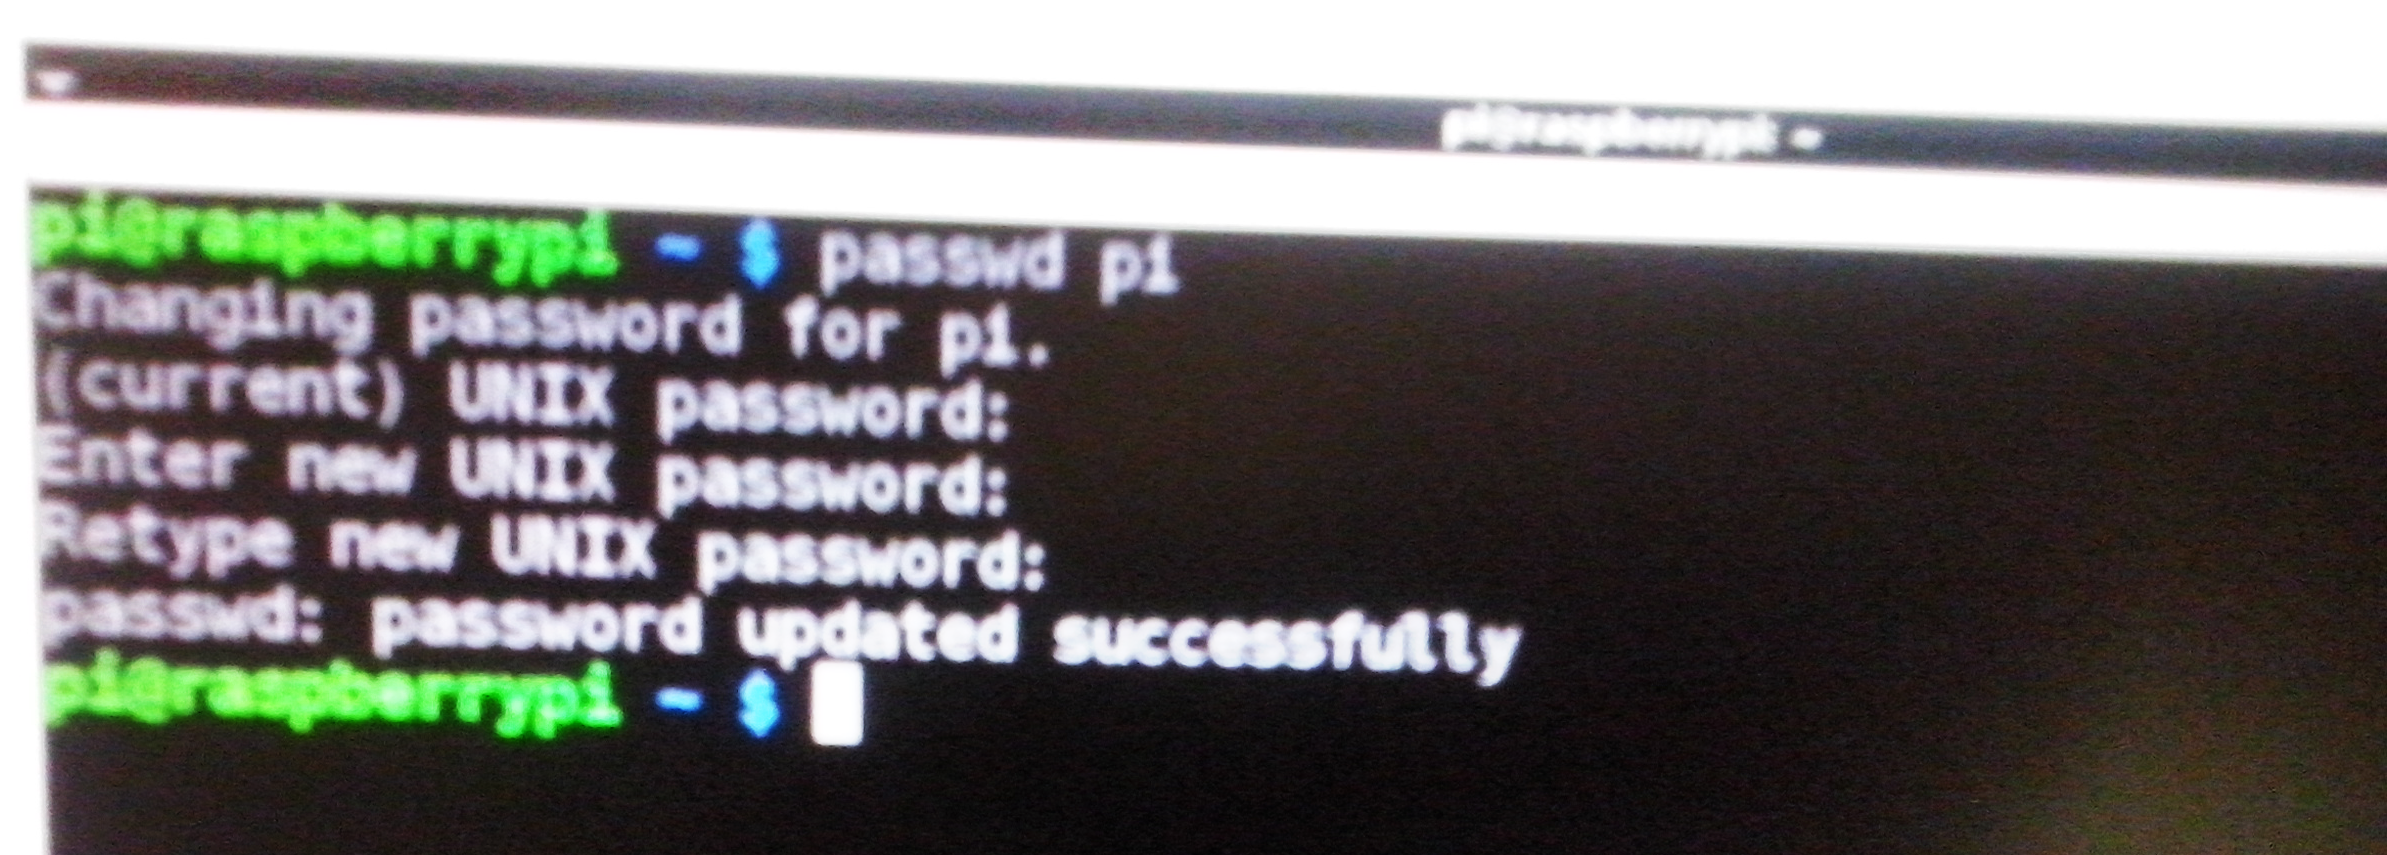 pi@raspberrypi: ~
pi@raspberrypi ~ $ passwd pi
Changing password for pi.
(current) UNIX password:
Enter new UNIX password:
Retype new UNIX password:
passwd: password updated successfully
pi@raspberrypi ~ $